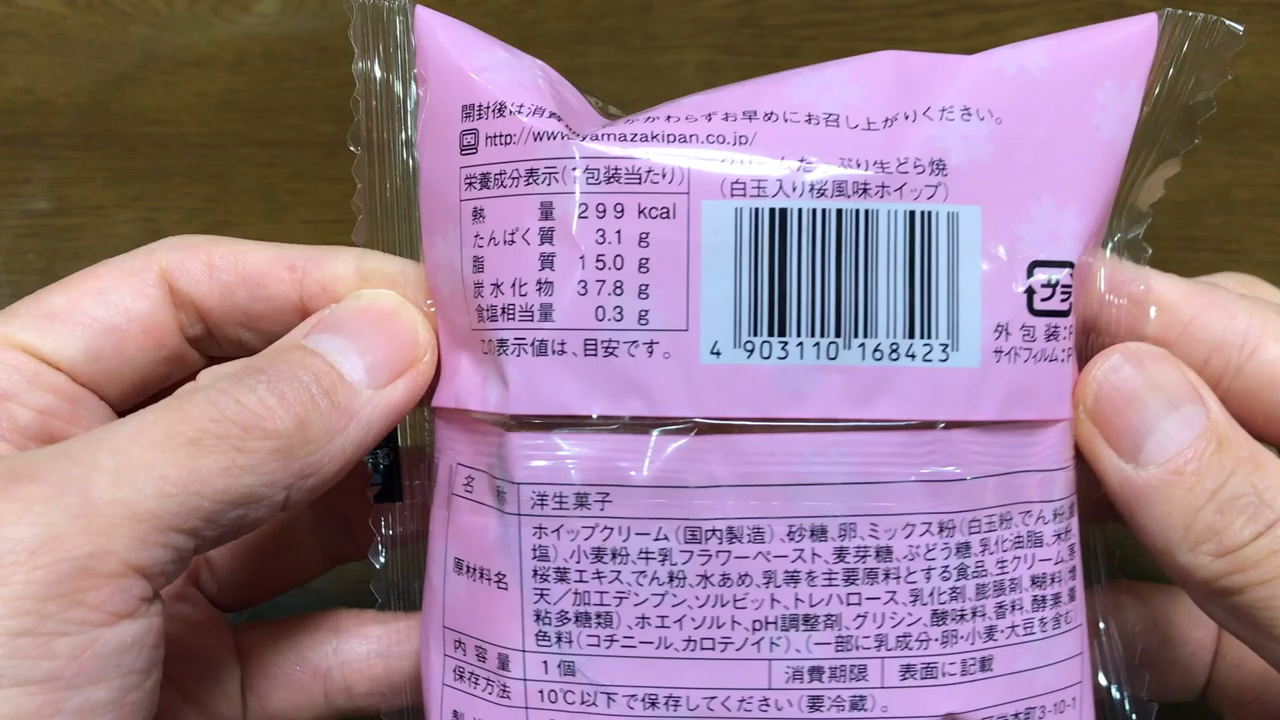 開封後は消費 かかわらずお早めにお召し上がりください。
http://www.yamazakipan.co.jp/
栄養成分表示(1包装当たり)
熱量 299 kcal
たんぱく質 3.1 g
脂質 15.0 g
炭水化物 37.8 g
食塩相当量 0.3 g
この表示値は、目安です。
クリームたっぷり生どら焼
(白玉入り桜風味ホイップ)
4 903110 168423
プラ
外包装:P
サイドフィルム:P
名称 洋生菓子
原材料名 ホイップクリーム(国内製造)、砂糖、卵、ミックス粉(白玉粉、でん粉、
塩)、小麦粉、牛乳フラワーペースト、麦芽糖、ぶどう糖、乳化油脂、米粉、
桜葉エキス、でん粉、水あめ、乳等を主要原料とする食品、生クリーム、寒
天/加工デンプン、ソルビット、トレハロース、乳化剤、膨脹剤、糊料(増
粘多糖類)、ホエイソルト、pH調整剤、グリシン、酸味料、香料、酵素、着
色料(コチニール、カロテノイド)、(一部に乳成分・卵・小麦・大豆を含む)
内容量 1個 消費期限 表面に記載
保存方法 10℃以下で保存してください(要冷蔵)。
町3-10-1